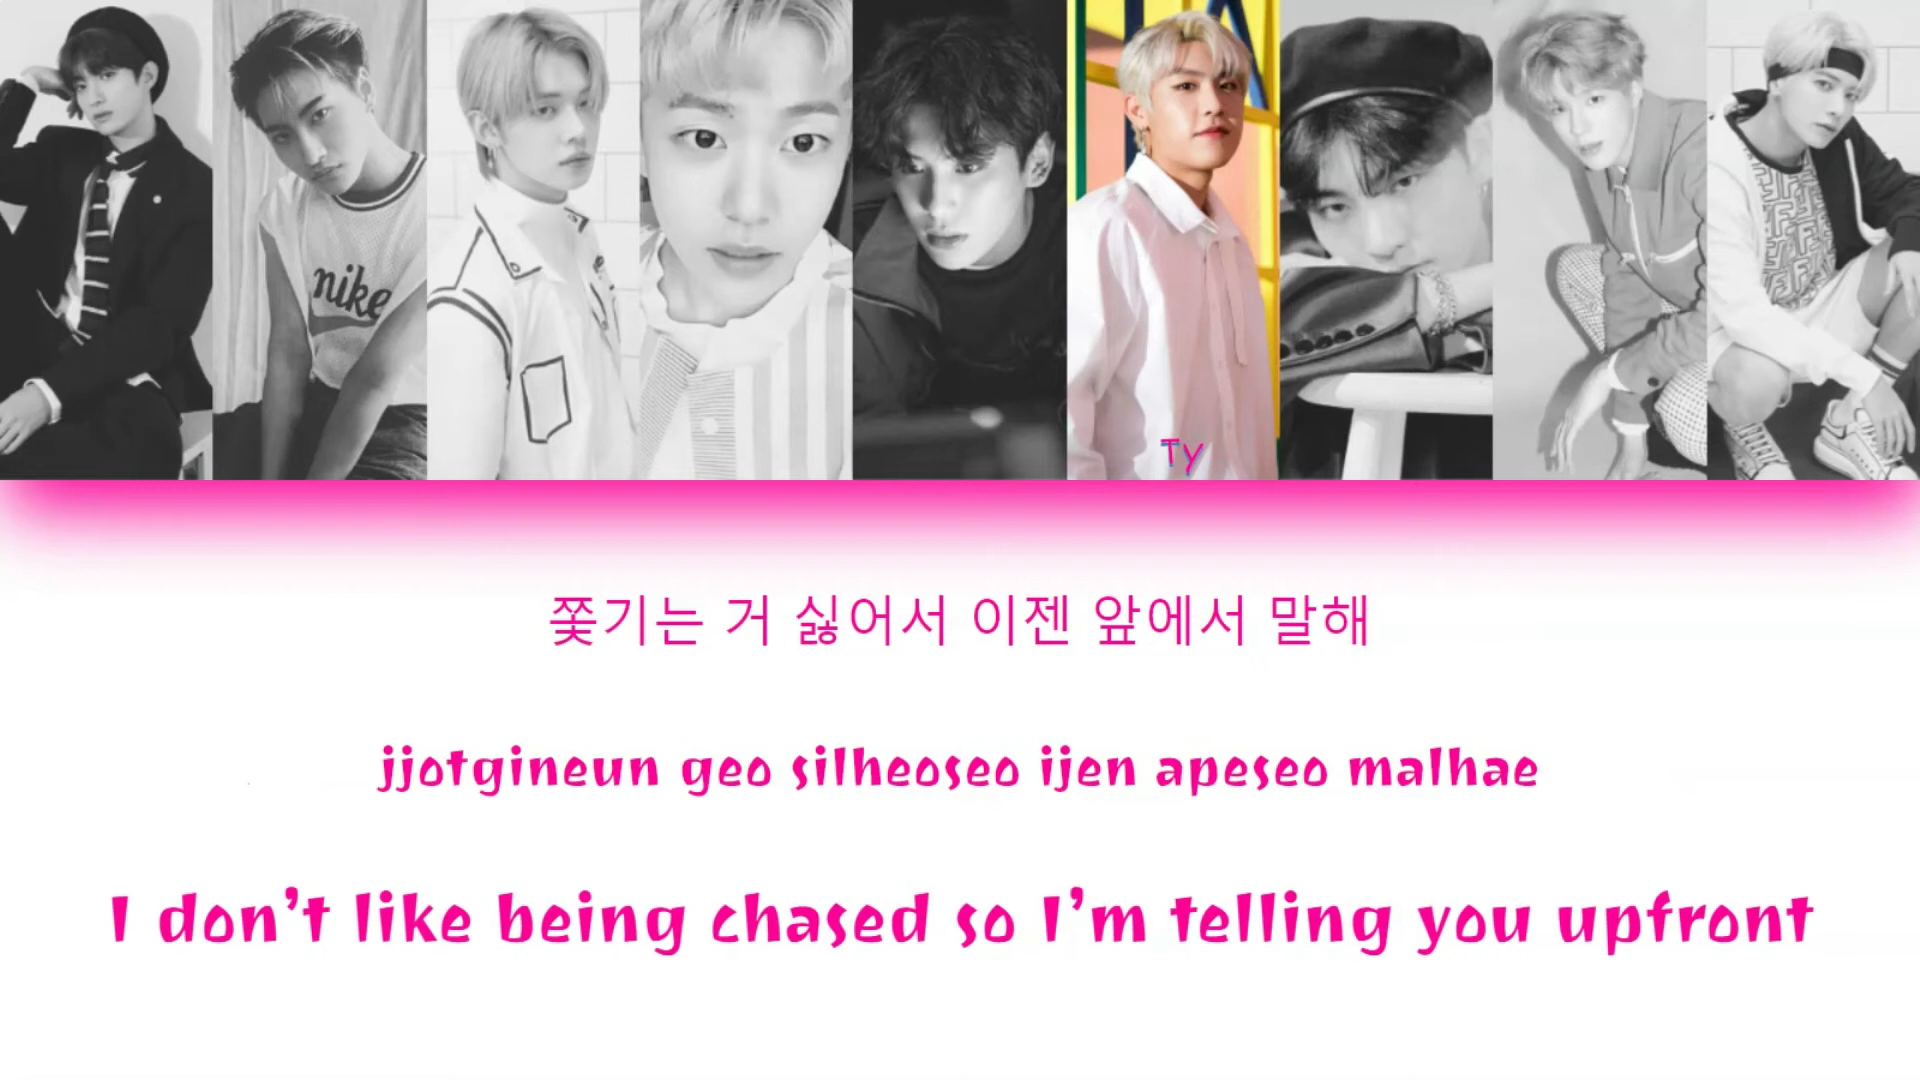 nike
Ty
쫓기는 거 싫어서 이젠 앞에서 말해
jjotgineun geo silheoseo ijen apeseo malhae
I don't like being chased so I'm telling you upfront